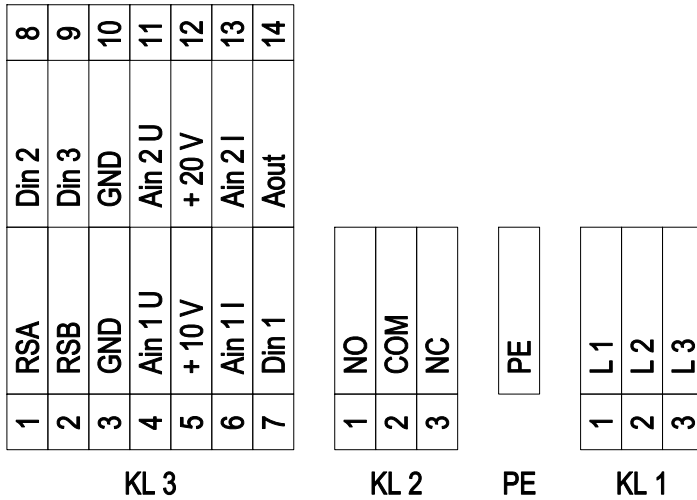 8 9 10 11 12 13 14
Din 2
Din 3
GND
Ain 2 U
+ 20 V
Ain 2 I
Aout
RSA
RSB
GND
Ain 1 U
+ 10 V
Ain 1 I
Din 1
1 2 3 4 5 6 7
KL 3
NO
COM
NC
1 2 3
KL 2
PE
PE
L 1
L 2
L 3
1 2 3
KL 1